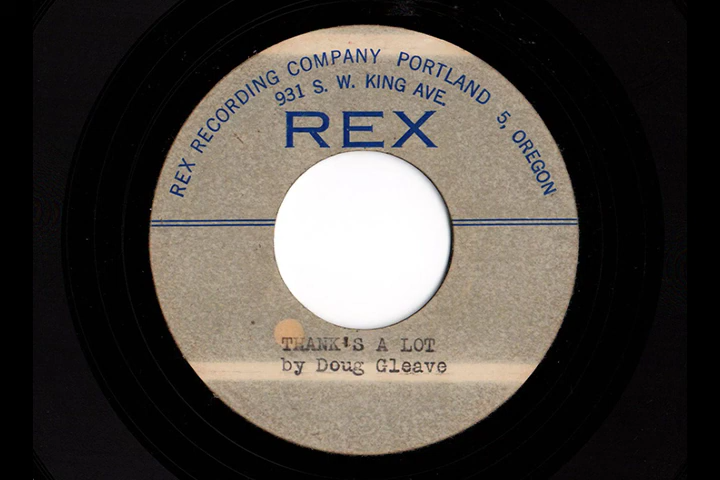 REX RECORDING COMPANY PORTLAND 5, OREGON
931 S. W. KING AVE.
REX
THANK'S A LOT
by Doug Gleave